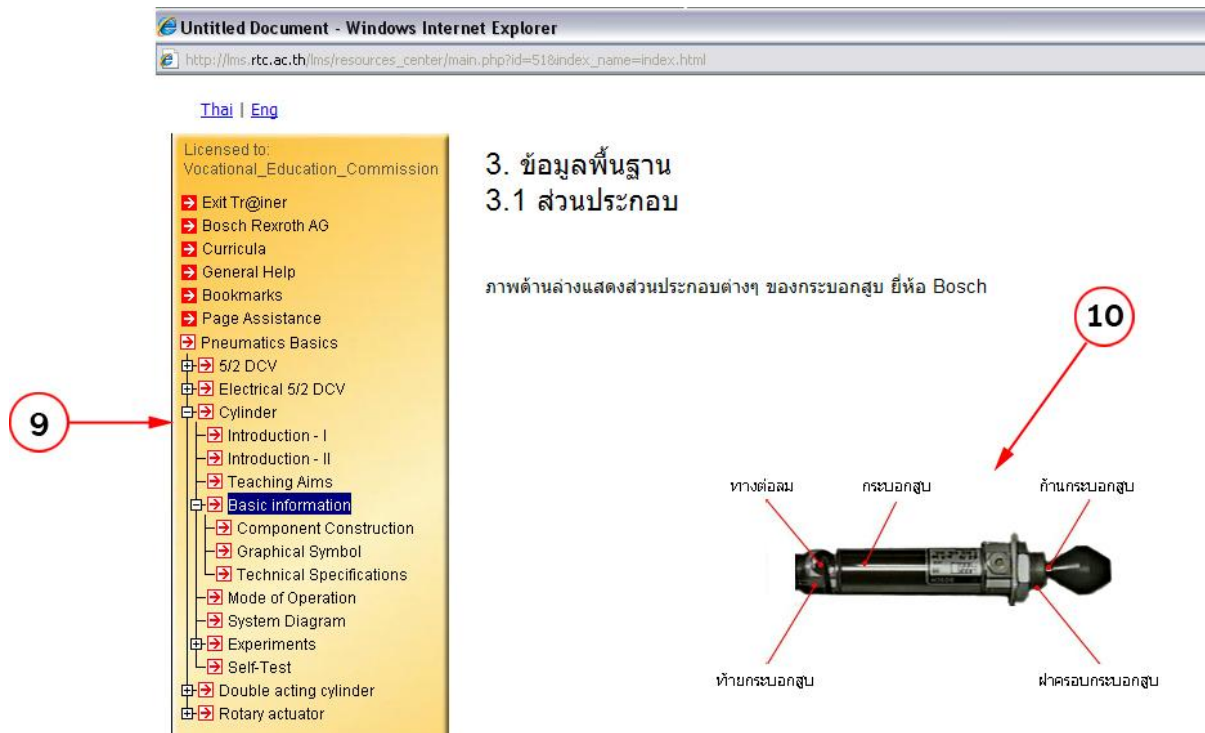 Untitled Document - Windows Internet Explorer
http://lms.rtc.ac.th/lms/resources_center/main.php?id=51&index_name=index.html
Thai | Eng
Licensed to:
Vocational_Education_Commission
Exit Tr@iner
Bosch Rexroth AG
Curricula
General Help
Bookmarks
Page Assistance
Pneumatics Basics
5/2 DCV
Electrical 5/2 DCV
Cylinder
Introduction - I
Introduction - II
Teaching Aims
Basic information
Component Construction
Graphical Symbol
Technical Specifications
Mode of Operation
System Diagram
Experiments
Self-Test
Double acting cylinder
Rotary actuator
9
3. ข้อมูลพื้นฐาน
3.1 ส่วนประกอบ
ภาพด้านล่างแสดงส่วนประกอบต่างๆ ของกระบอกสูบ ยี่ห้อ Bosch
10
ทางต่อลม กระบอกสูบ ก้านกระบอกสูบ
ท้ายกระบอกสูบ ฝาครอบกระบอกสูบ